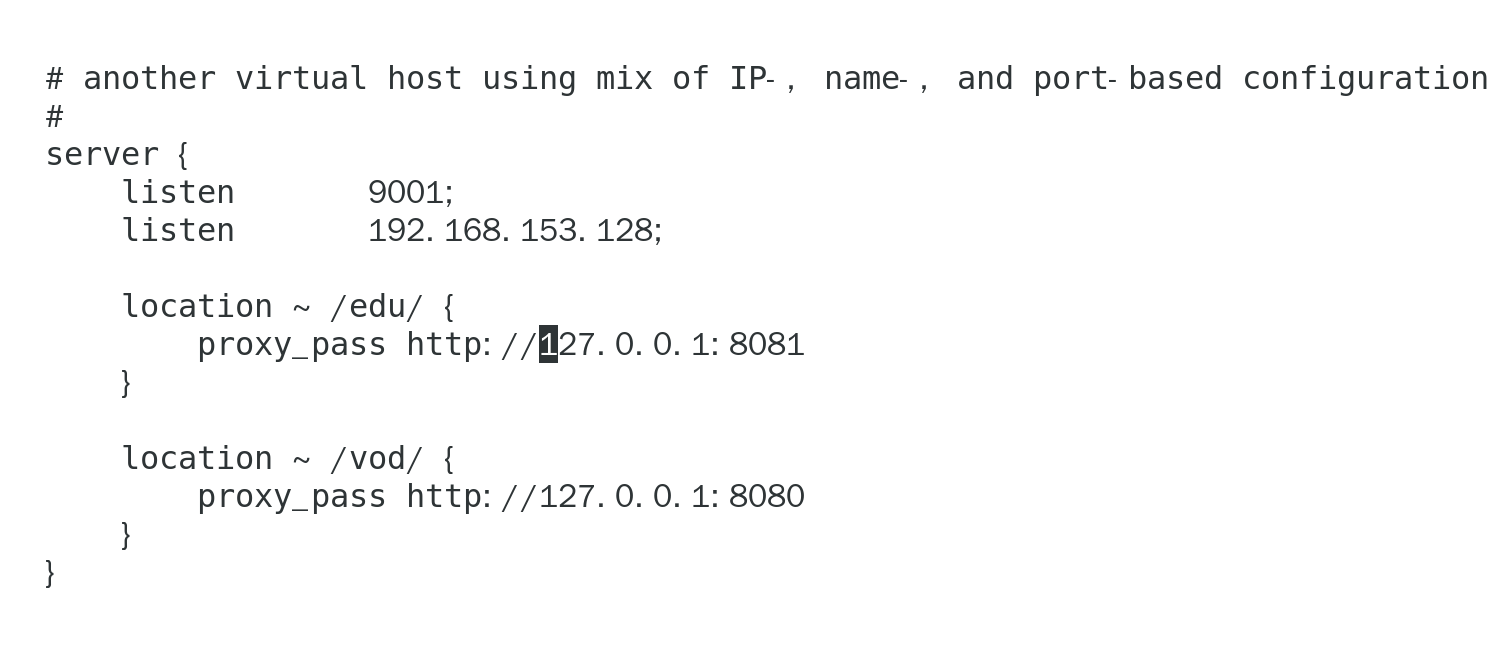 # another virtual host using mix of IP-, name-, and port-based configuration
#
server {
    listen       9001;
    listen       192.168.153.128;
    location ~ /edu/ {
        proxy_pass http://127.0.0.1:8081
    }
    location ~ /vod/ {
        proxy_pass http://127.0.0.1:8080
    }
}